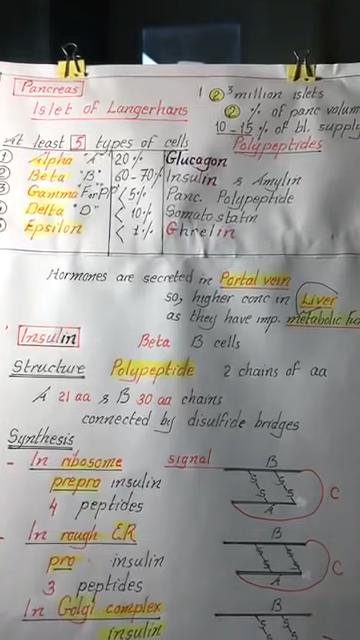 Pancreas
1 ② 3 million islets
Islet of Langerhans
② % of panc volum
10 - 15 % of bl. supply
At least 5 types of cells
Polypeptides
Alpha "A" 20 % Glucagon
Beta "B" 60 - 70 % Insulin & Amylin
Gamma "F or PP" < 5 % Panc. Polypeptide
Delta "D" < 10 % Somatostatin
Epsilon < 1 % Ghrelin
Hormones are secreted in Portal vein
so, higher conc in Liver
as they have imp. metabolic
Insulin Beta B cells
Structure Polypeptide 2 chains of aa
A 21 aa & B 30 aa chains
connected by disulfide bridges
Synthesis
- In ribosome signal B
prepro insulin
4 peptides A C
- In rough ER B
pro insulin C
3 peptides A
In Golgi complex B
insulin